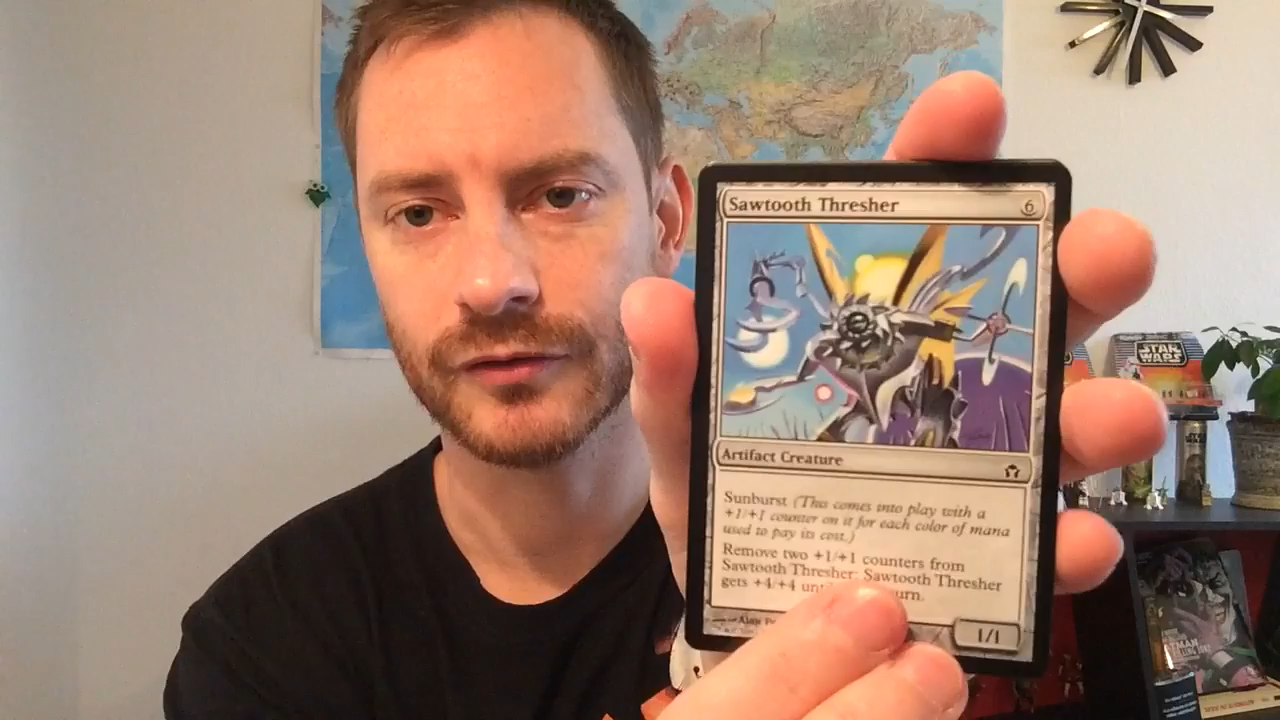 Sawtooth Thresher 6
Artifact Creature
Sunburst (This comes into play with a
+1/+1 counter on it for each color of mana
used to pay its cost.)
Remove two +1/+1 counters from
Sawtooth Thresher: Sawtooth Thresher
gets +4/+4
1/1
STAR
WARS